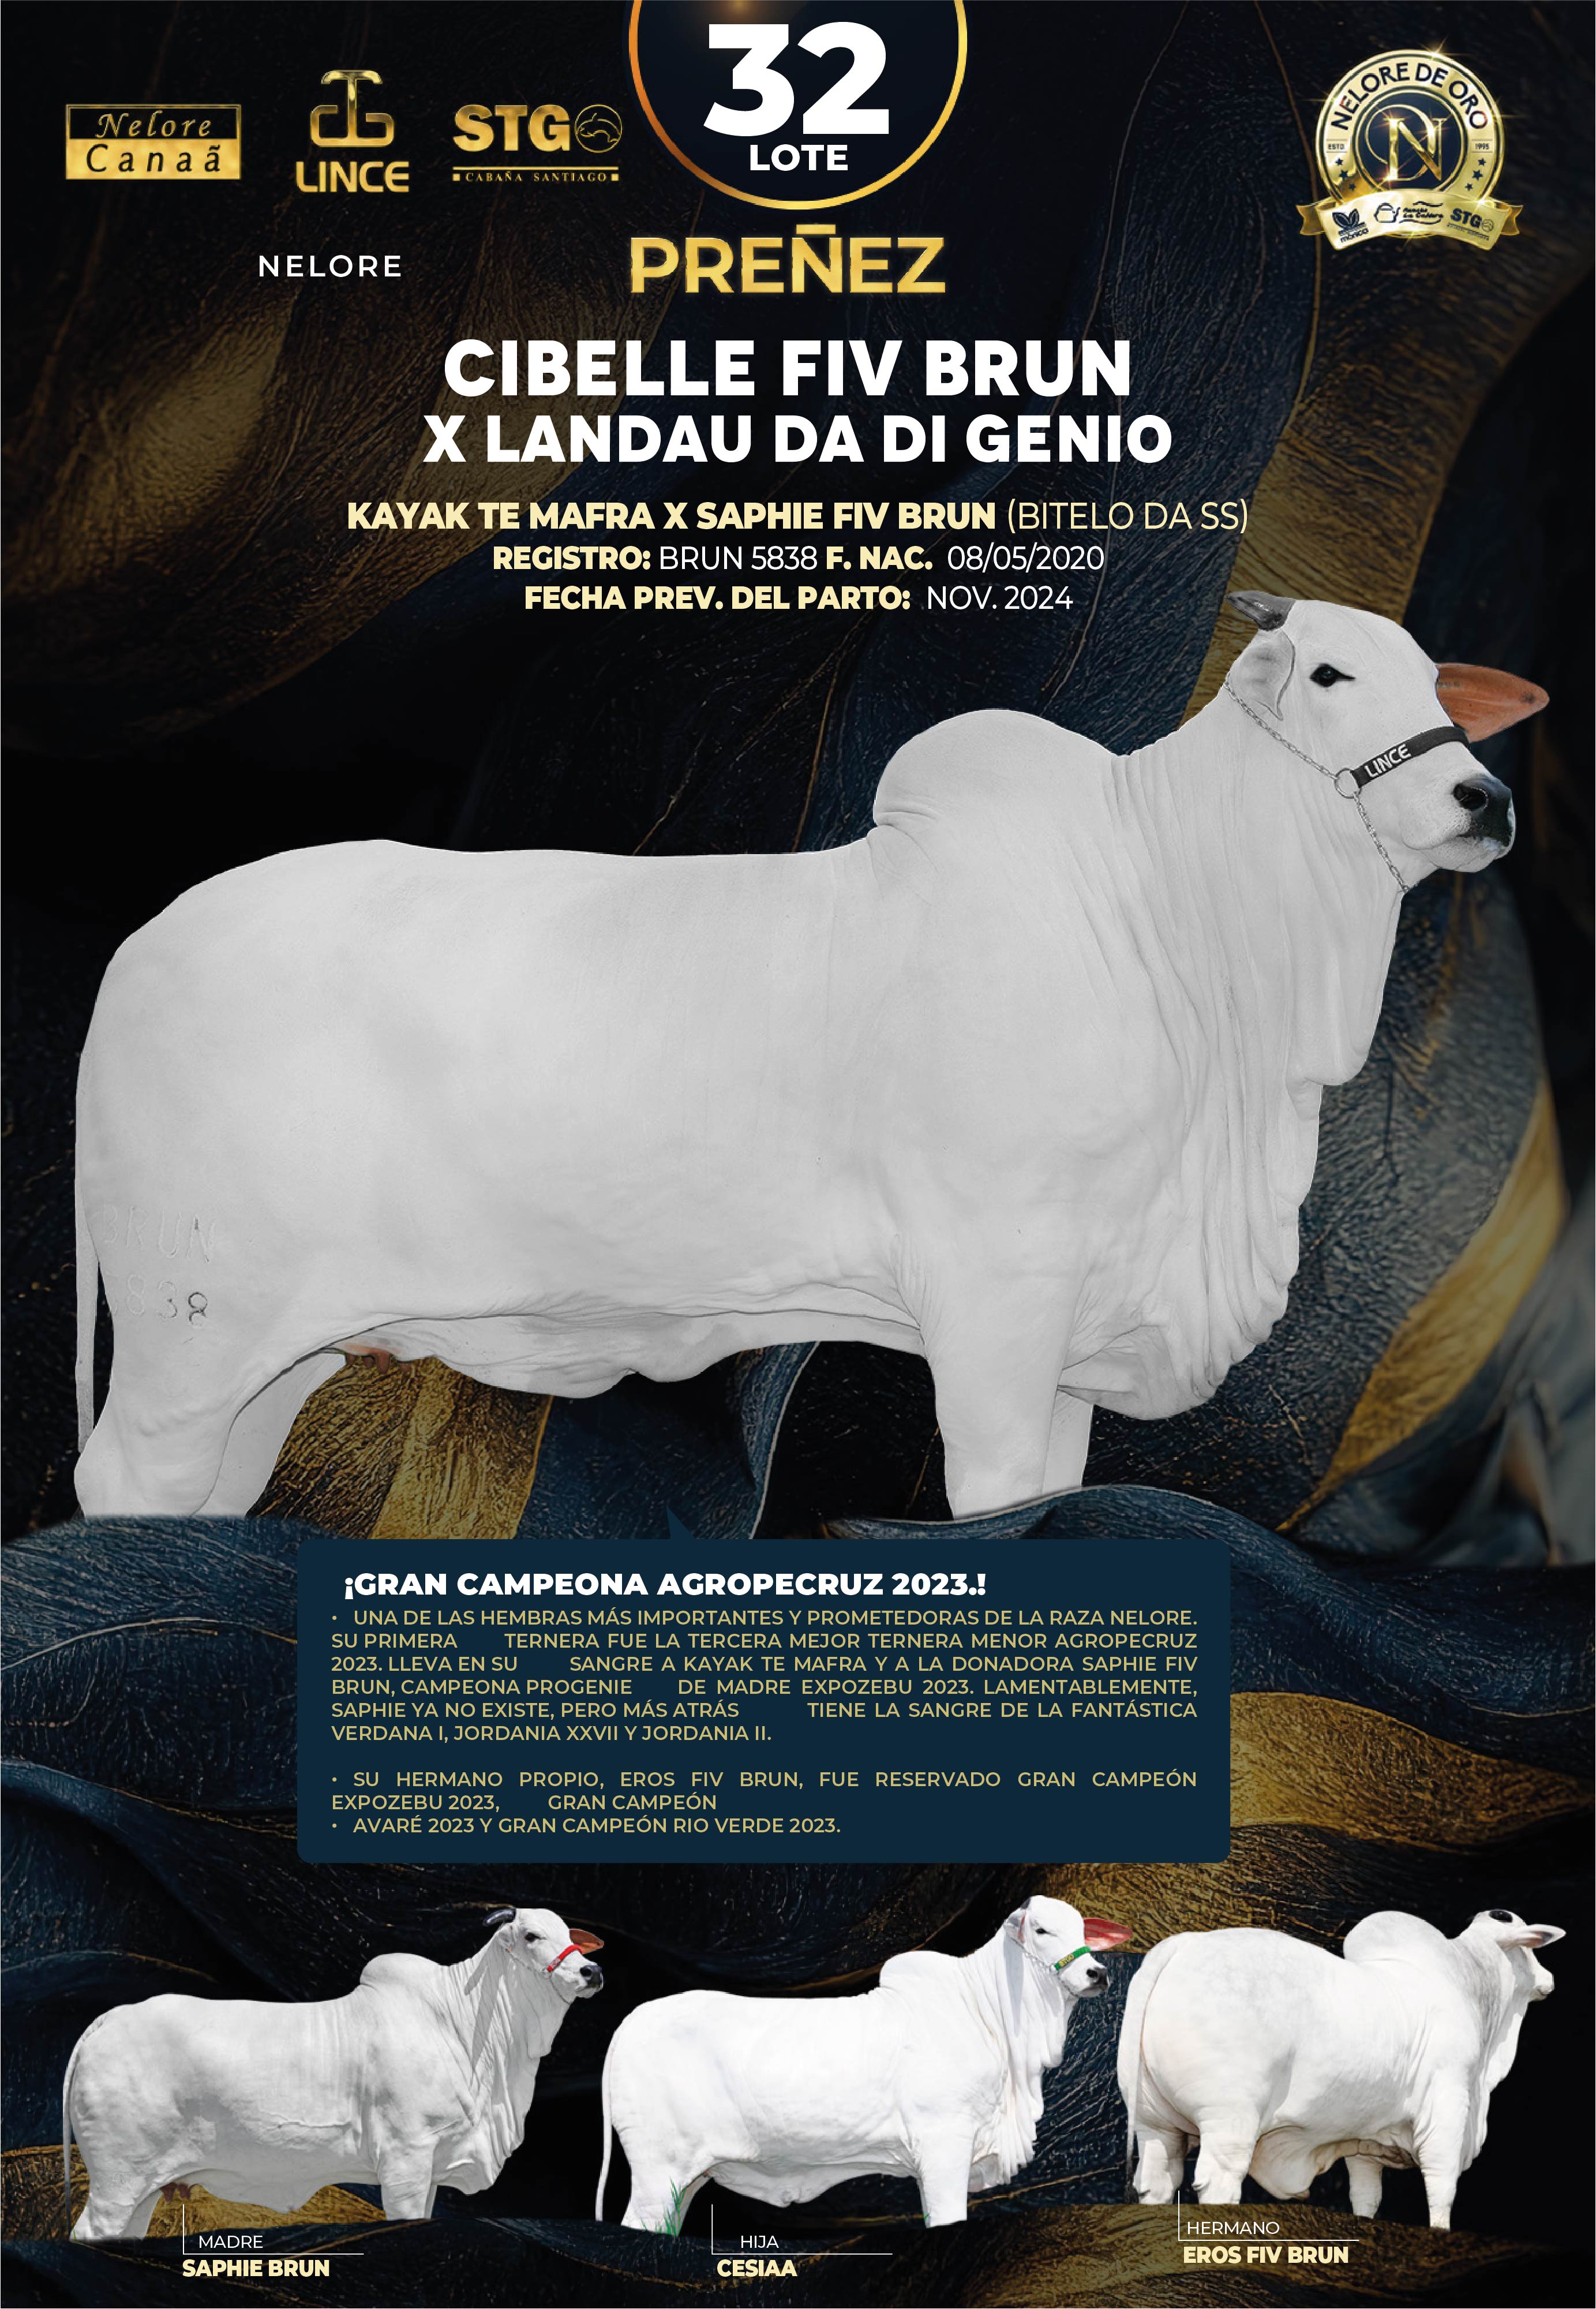 32
LOTE
Nelore
Canaã
LINCE
STG
CABAÑA SANTIAGO
NELORE DE ORO
ESTD 1995
N
STG
NELORE
PREÑEZ
CIBELLE FIV BRUN
X LANDAU DA DI GENIO
KAYAK TE MAFRA X SAPHIE FIV BRUN (BITELO DA SS)
REGISTRO: BRUN 5838 F. NAC. 08/05/2020
FECHA PREV. DEL PARTO: NOV. 2024
LINCE
BRUN
838
¡GRAN CAMPEONA AGROPECRUZ 2023.!
• UNA DE LAS HEMBRAS MÁS IMPORTANTES Y PROMETEDORAS DE LA RAZA NELORE.
SU PRIMERA TERNERA FUE LA TERCERA MEJOR TERNERA MENOR AGROPECRUZ
2023. LLEVA EN SU SANGRE A KAYAK TE MAFRA Y A LA DONADORA SAPHIE FIV
BRUN, CAMPEONA PROGENIE DE MADRE EXPOZEBU 2023. LAMENTABLEMENTE,
SAPHIE YA NO EXISTE, PERO MÁS ATRÁS TIENE LA SANGRE DE LA FANTÁSTICA
VERDANA I, JORDANIA XXVII Y JORDANIA II.
• SU HERMANO PROPIO, EROS FIV BRUN, FUE RESERVADO GRAN CAMPEÓN
EXPOZEBU 2023, GRAN CAMPEÓN
• AVARÉ 2023 Y GRAN CAMPEÓN RIO VERDE 2023.
MADRE
SAPHIE BRUN
HIJA
CESIAA
HERMANO
EROS FIV BRUN